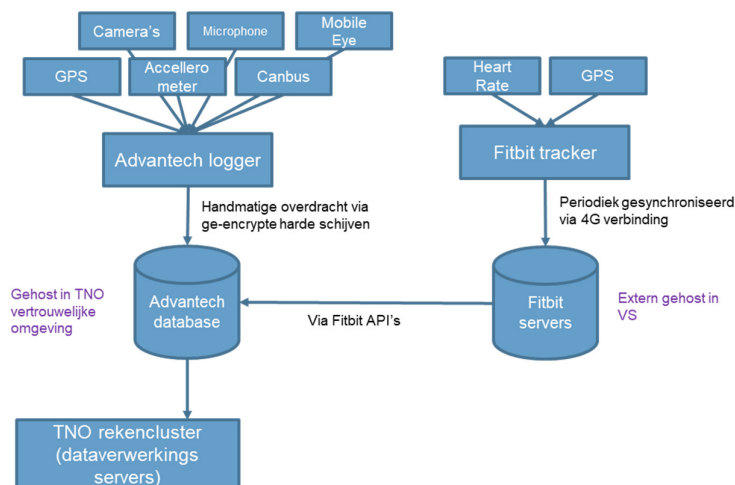 Camera's
Microphone
Mobile
Eye
GPS
Accellero
meter
Canbus
Heart
Rate
GPS
Advantech logger
Fitbit tracker
Handmatige overdracht via
ge-encrypte harde schijven
Periodiek gesynchroniseerd
via 4G verbinding
Gehost in TNO
vertrouwelijke
omgeving
Advantech
database
Via Fitbit API's
Fitbit
servers
Extern gehost in
VS
TNO rekencluster
(dataverwerkings
servers)